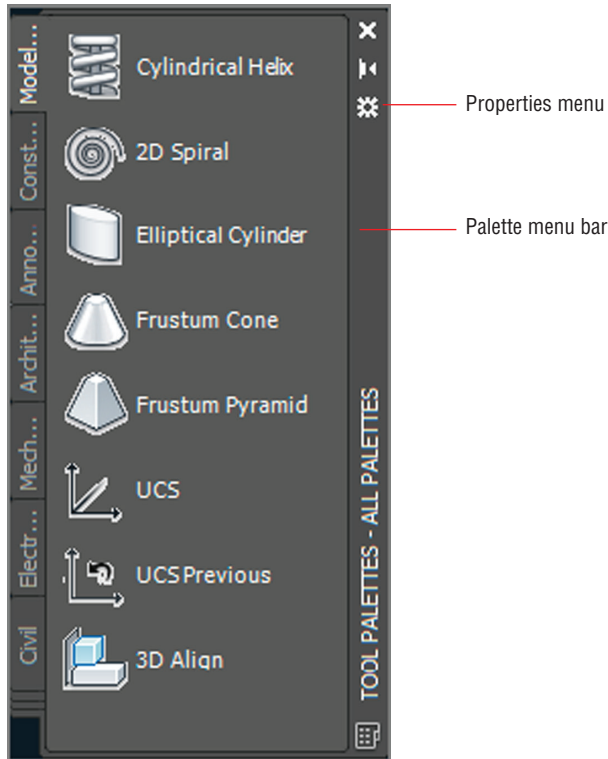 Model...
Const...
Anno...
Archit...
Mech...
Electr...
Civil
Cylindrical Helix
2D Spiral
Elliptical Cylinder
Frustum Cone
Frustum Pyramid
UCS
UCS Previous
3D Align
TOOL PALETTES - ALL PALETTES
Properties menu
Palette menu bar